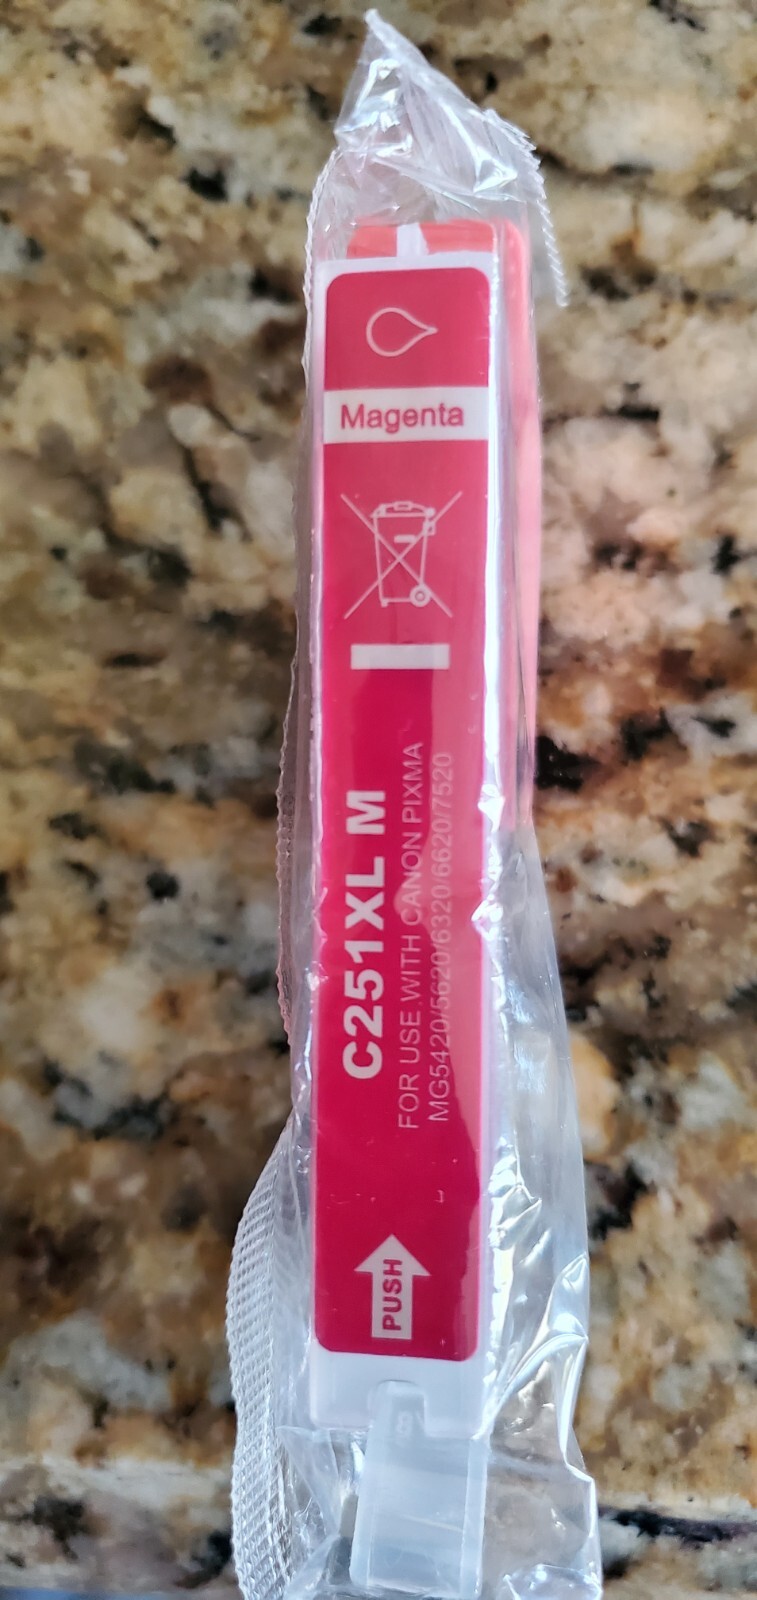 Magenta
C251XL M
FOR USE WITH CANON PIXMA
MG5420/5620/6320/6620/7520
PUSH